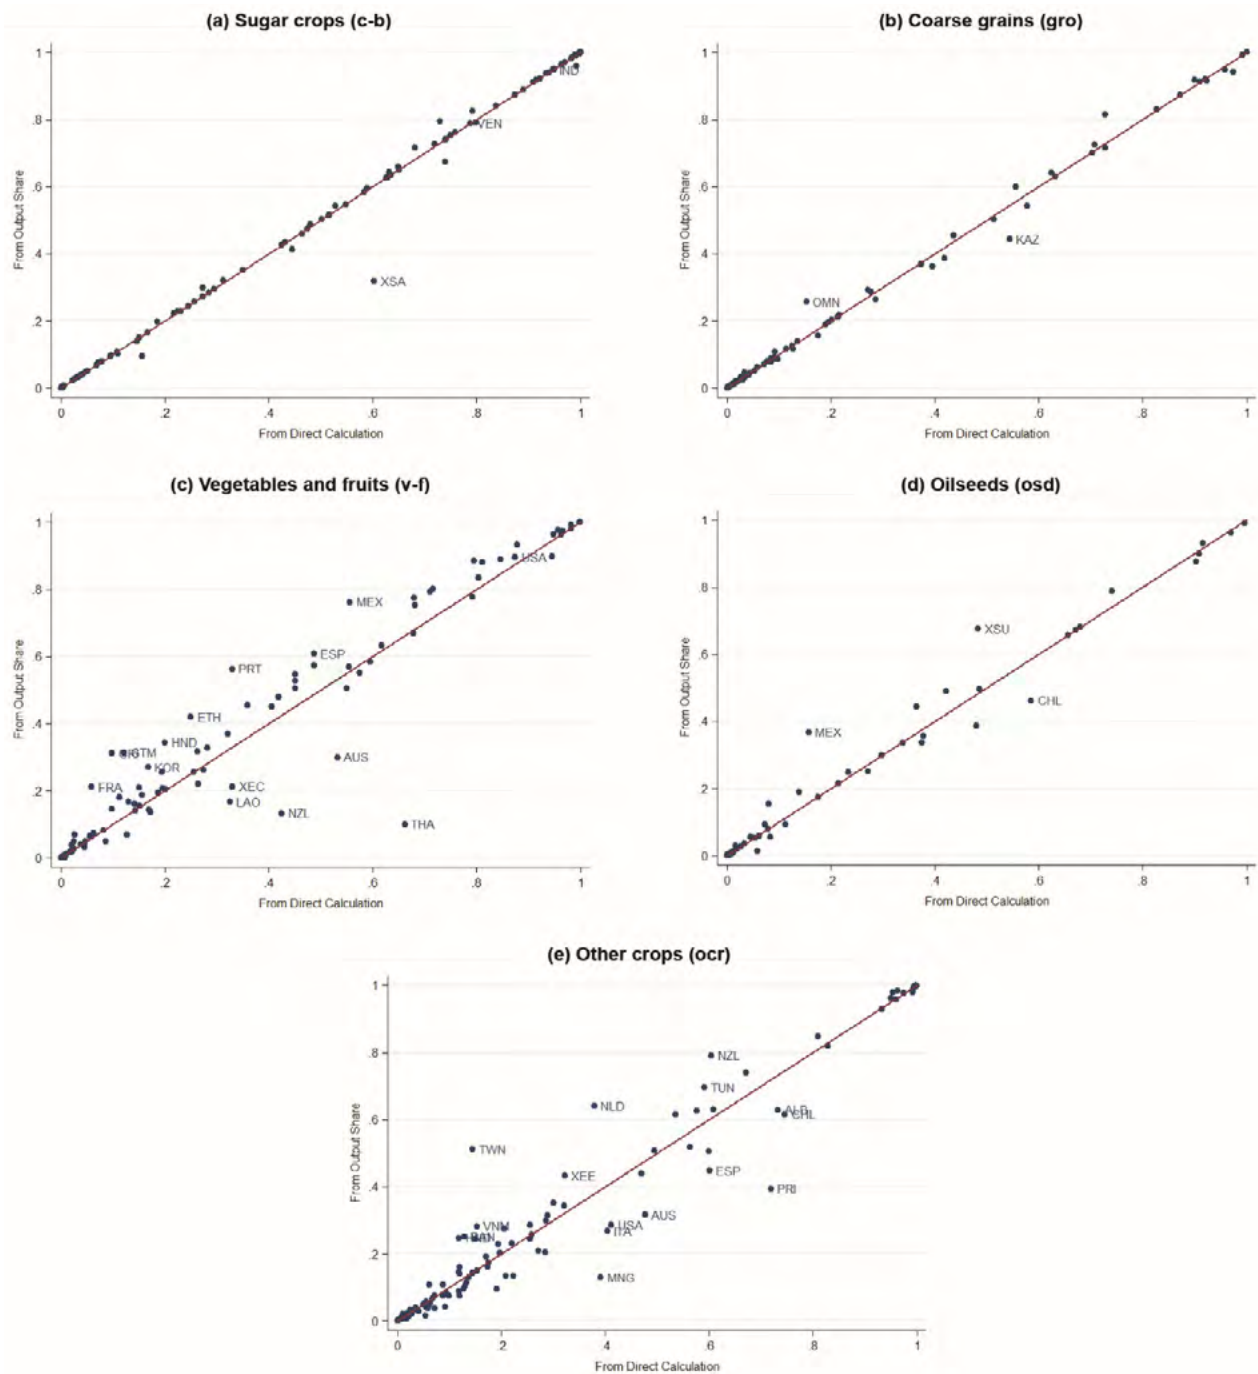 (a) Sugar crops (c-b)
From Output Share
1
.8
.6
.4
.2
0
IND
VEN
XSA
0 .2 .4 .6 .8 1
From Direct Calculation
(b) Coarse grains (gro)
From Output Share
1
.8
.6
.4
.2
0
KAZ
OMN
0 .2 .4 .6 .8 1
From Direct Calculation
(c) Vegetables and fruits (v-f)
From Output Share
1
.8
.6
.4
.2
0
USA
MEX
ESP
PRT
ETH
HND
GTM
AUS
KOR
FRA
XEC
LAO
NZL
THA
0 .2 .4 .6 .8 1
From Direct Calculation
(d) Oilseeds (osd)
From Output Share
1
.8
.6
.4
.2
0
XSU
CHL
MEX
0 .2 .4 .6 .8 1
From Direct Calculation
(e) Other crops (ocr)
From Output Share
1
.8
.6
.4
.2
0
NZL
TUN
NLD
ALB
CHL
TWN
XEE
ESP
PRI
AUS
VNM
USA
ITA
MNG
0 .2 .4 .6 .8 1
From Direct Calculation